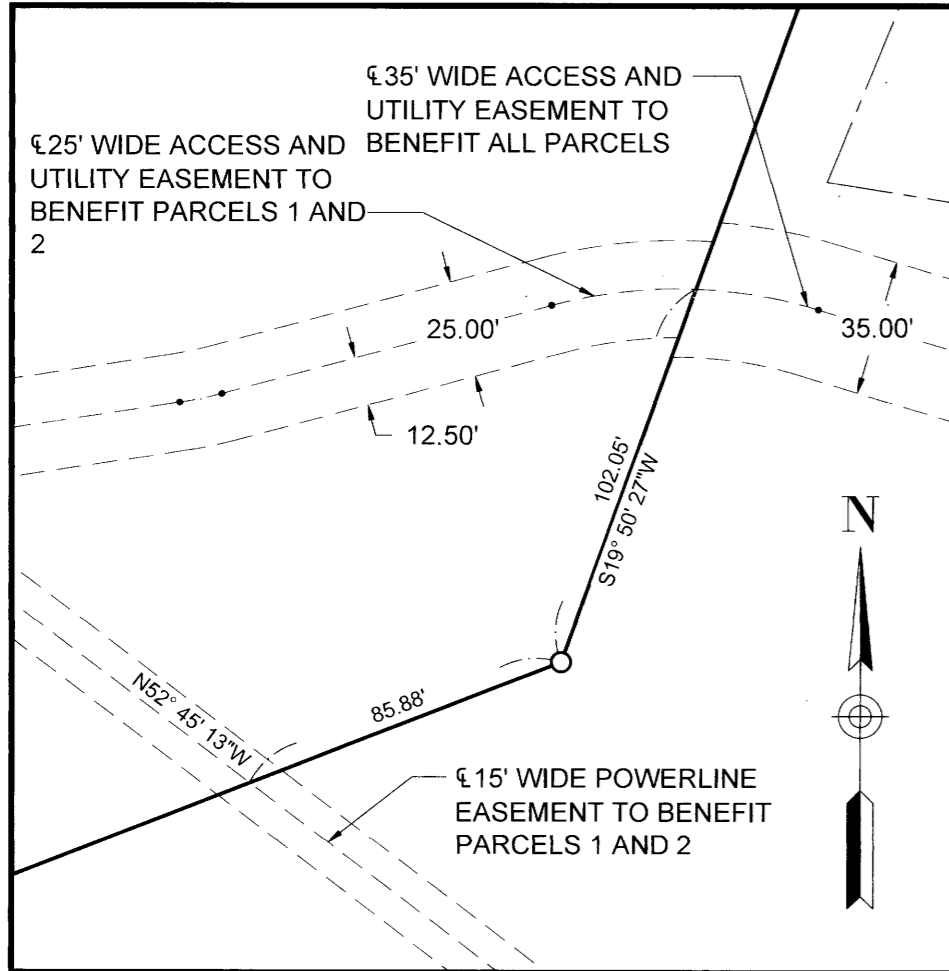 ℄35' WIDE ACCESS AND
UTILITY EASEMENT TO
BENEFIT ALL PARCELS
℄25' WIDE ACCESS AND
UTILITY EASEMENT TO
BENEFIT PARCELS 1 AND
2
25.00'
35.00'
12.50'
102.05'
S19° 50' 27"W
N
N52° 45' 13"W
85.88'
℄15' WIDE POWERLINE
EASEMENT TO BENEFIT
PARCELS 1 AND 2